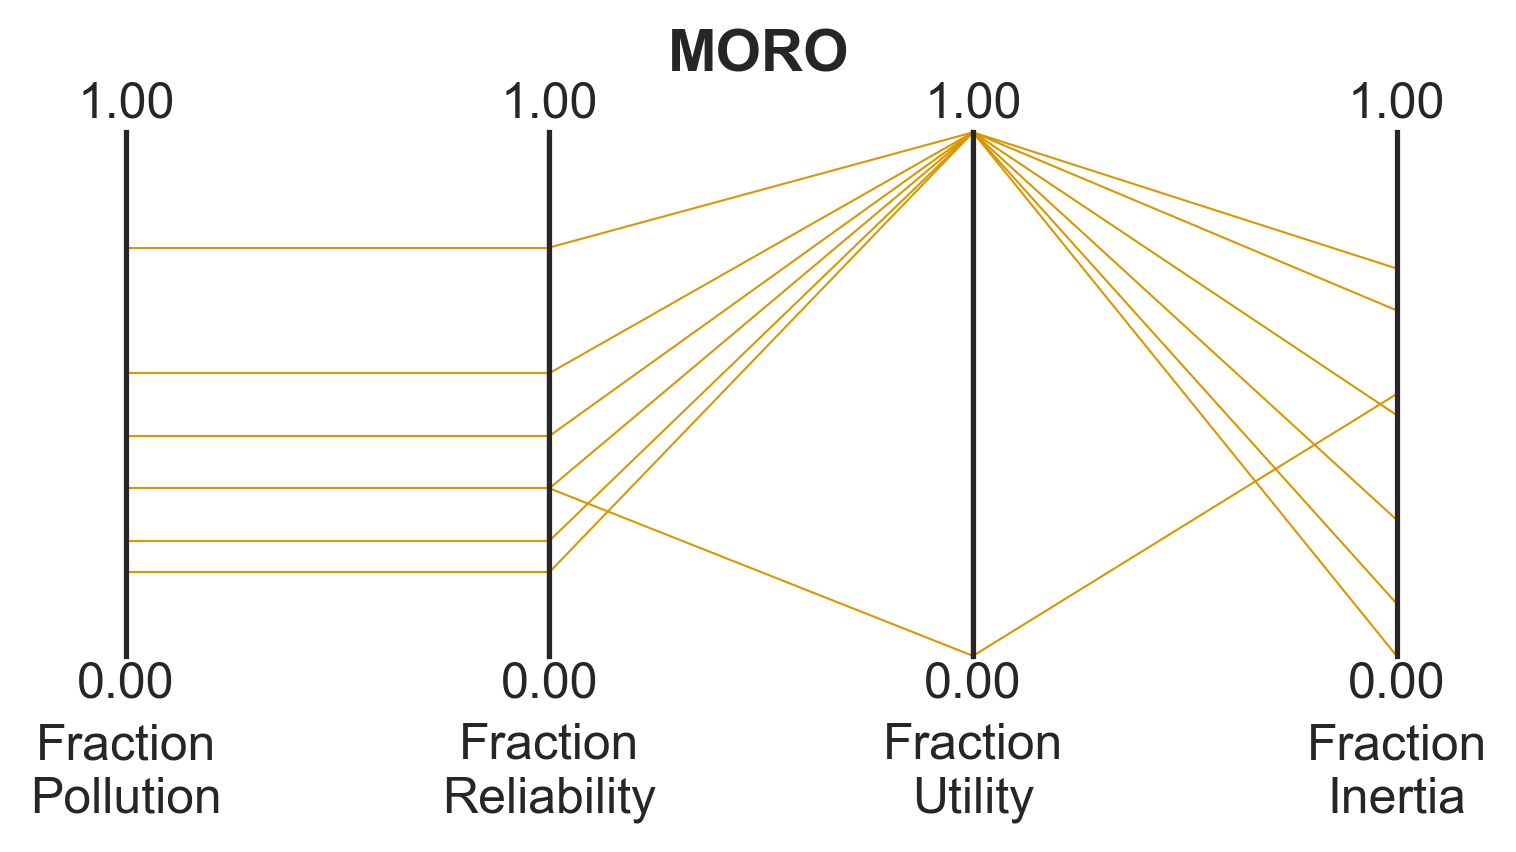 MORO
1.00 1.00 1.00 1.00
0.00 0.00 0.00 0.00
Fraction Fraction Fraction Fraction
Pollution Reliability Utility Inertia